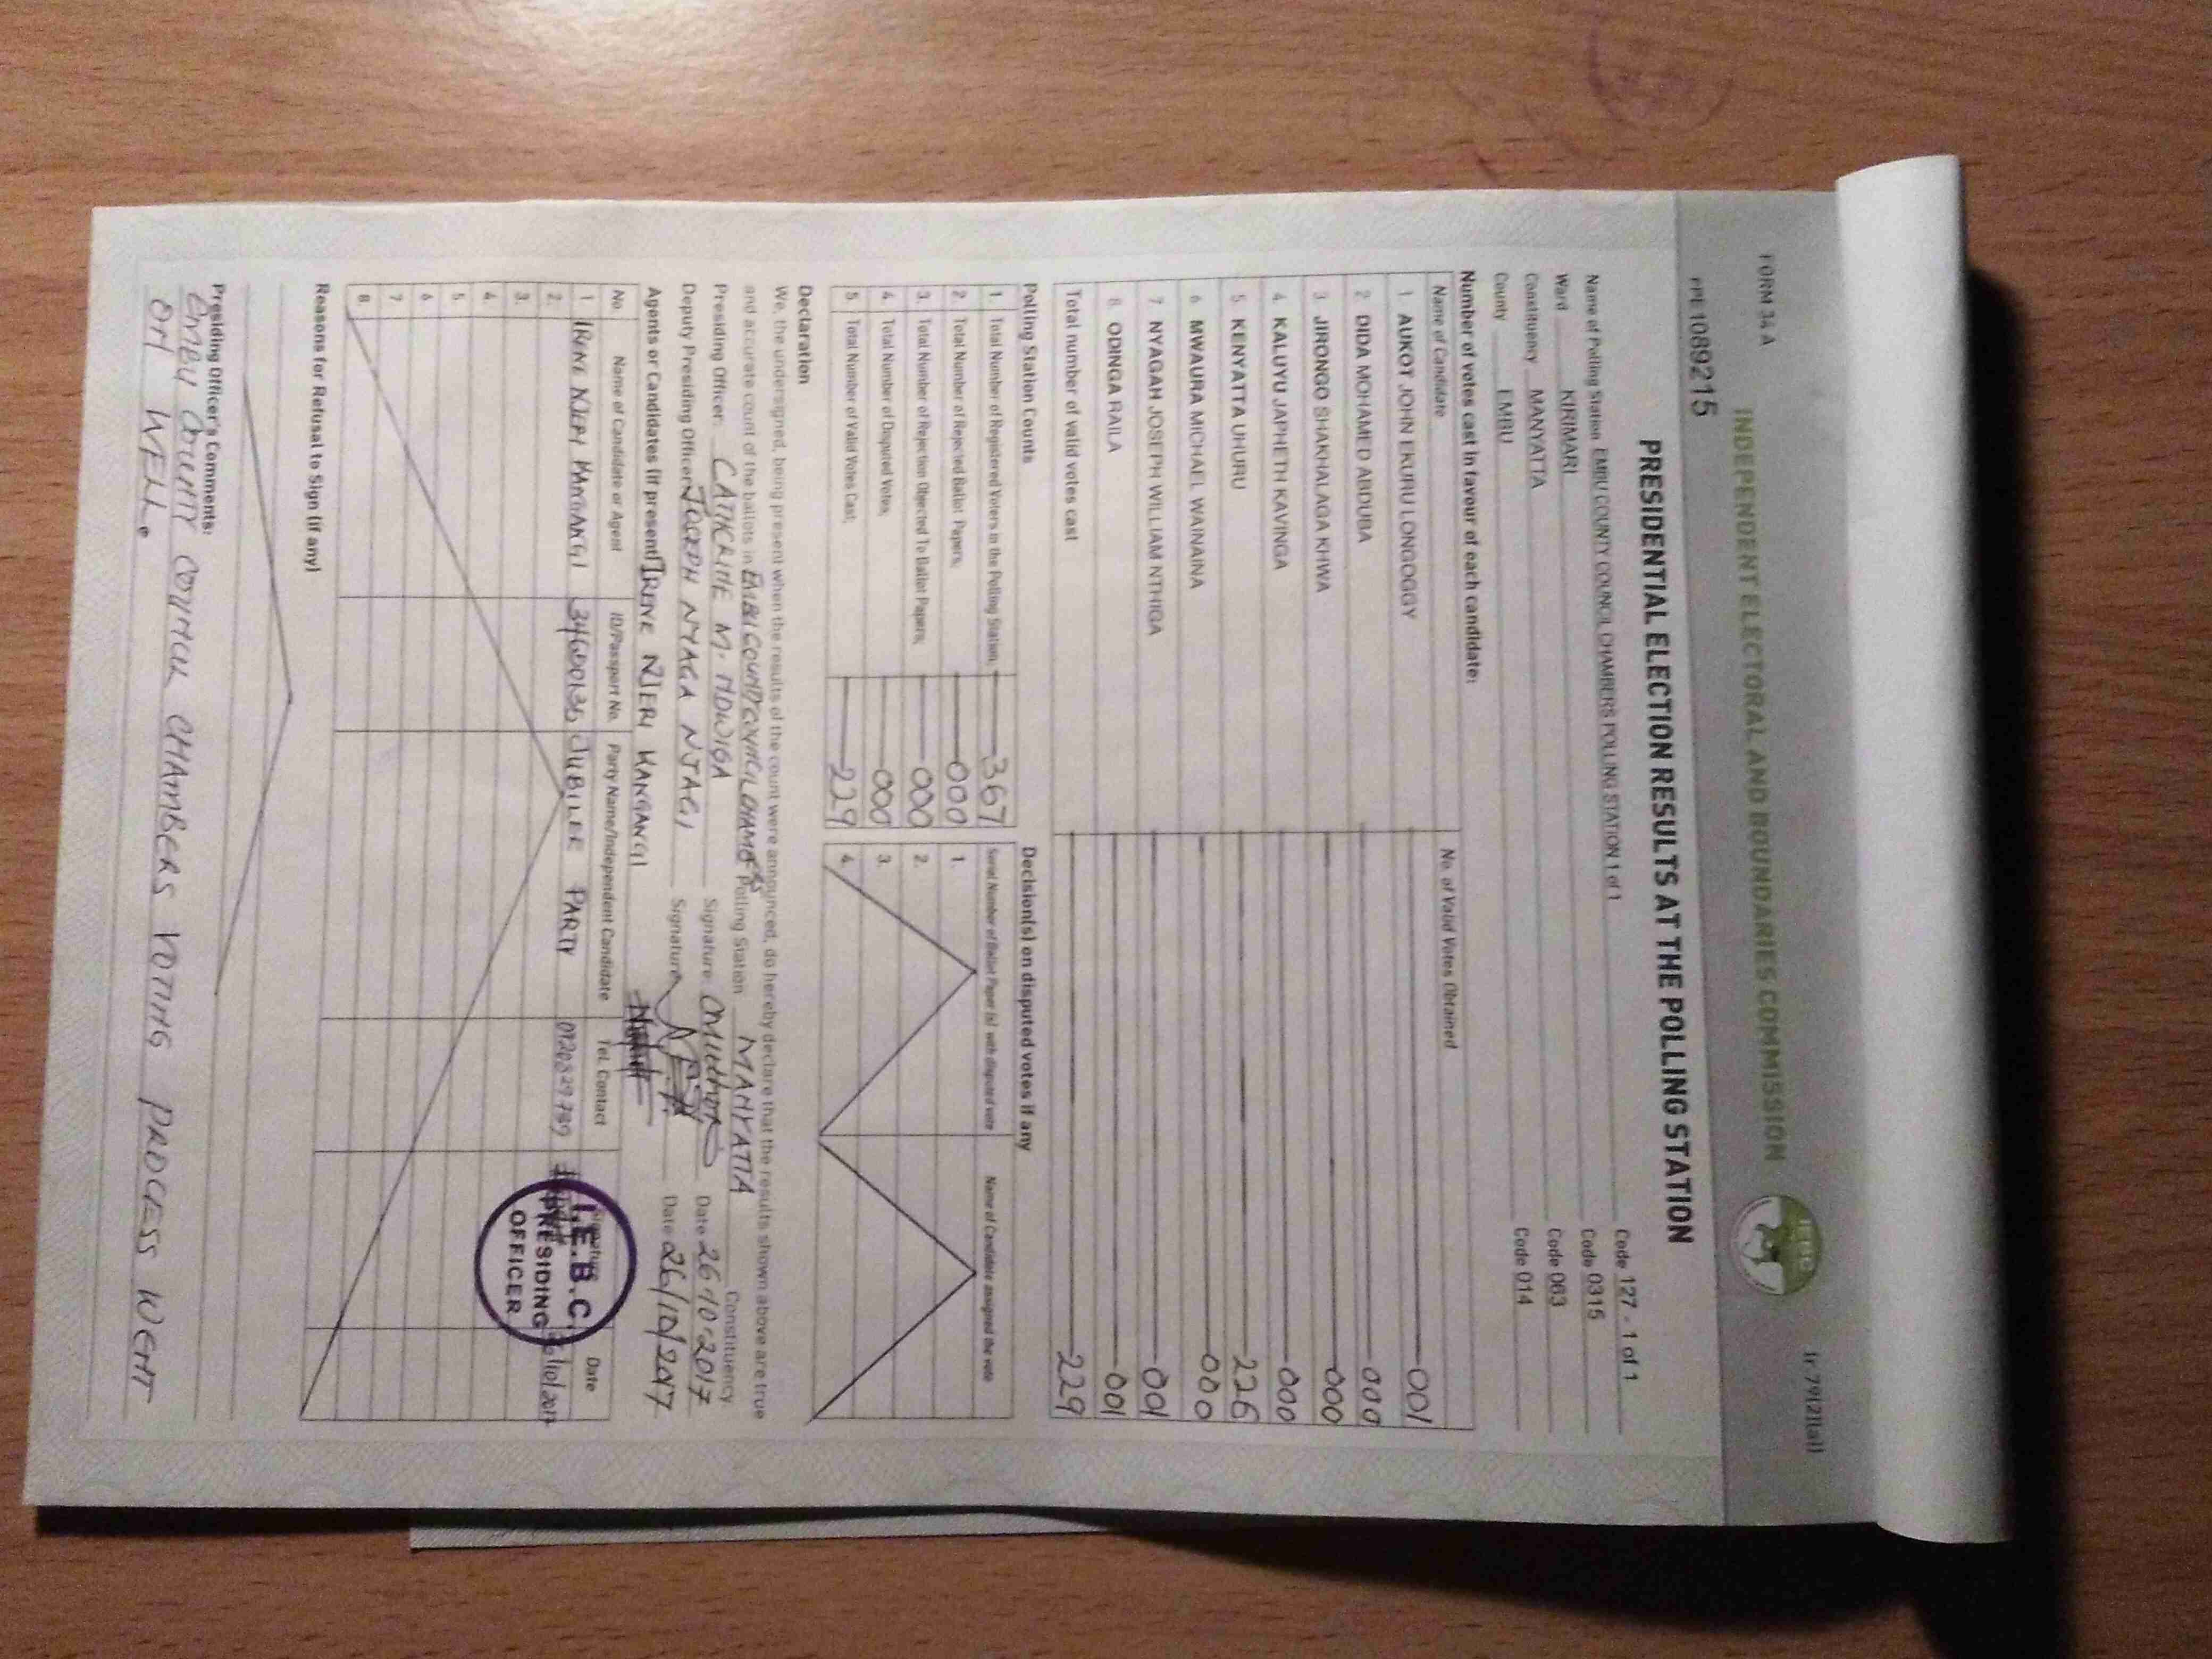 FORM 34 A
r 79(2)(a)
INDEPENDENT ELECTORAL AND BOUNDARIES COMMISSION
IEBC
PE 1089215
PRESIDENTIAL ELECTION RESULTS AT THE POLLING STATION
Name of Polling Station EMBU COUNTY COUNCIL CHAMBERS POLLING STATION 1 of 1 Code 127 - 1 of 1
Ward KIRIMARI Code 0315
Constituency MANYATTA Code 063
County EMBU Code 014
Number of votes cast in favour of each candidate:
Name of Candidate No. of Valid Votes Obtained
1 AUKOT JOHN EKURU LONGOGGY 001
2 DIDA MOHAMED ABDUBA 000
3 JIRONGO SHAKHALAGA KHWA 000
4 KALUYU JAPHETH KAVINGA 000
5 KENYATTA UHURU 226
6 MWAURA MICHAEL WAINAINA 000
7 NYAGAH JOSEPH WILLIAM NTHIGA 001
8 ODINGA RAILA 001
Total number of valid votes cast 229
Polling Station Counts Decision(s) on disputed votes if any
1. Total Number of Registered Voters in the Polling Station; 367 Serial Number of Ballot Paper (s) with disputed vote Name of Candidate assigned the vote
2. Total Number of Rejected Ballot Papers; 000 1.
3. Total Number of Rejection Objected To Ballot Papers; 000 2.
4. Total Number of Disputed Votes; 000 3.
5. Total Number of Valid Votes Cast; 229 4.
Declaration
We, the undersigned, being present when the results of the count were announced, do hereby declare that the results shown above are true
and accurate count of the ballots in EMBU COUNTY COUNCIL CHAMBERS Polling Station MANYATTA Constituency
Presiding Officer: CATHERINE M. NDWIGA Signature Date 26-10-2017
Deputy Presiding Officer JOSEPH NYAGA NJAGI Signature Date 26/10/2017
Agents or Candidates (if present) IRENE NJERI KANGANGI
No. Name of Candidate or Agent ID/Passport No. Party Name/Independent Candidate Tel. Contact Signature Date
1 IRENE NJERI KANGANGI JUBILEE PARTY 26/10/2017
2.
3.
4.
5
6
7
8
I.E.B.C.
PRESIDING
OFFICER
Reasons for Refusal to Sign (if any)
Presiding Officer's Comments:
EMBU COUNTY COUNCIL CHAMBERS VOTING PROCESS WENT
ON WELL.